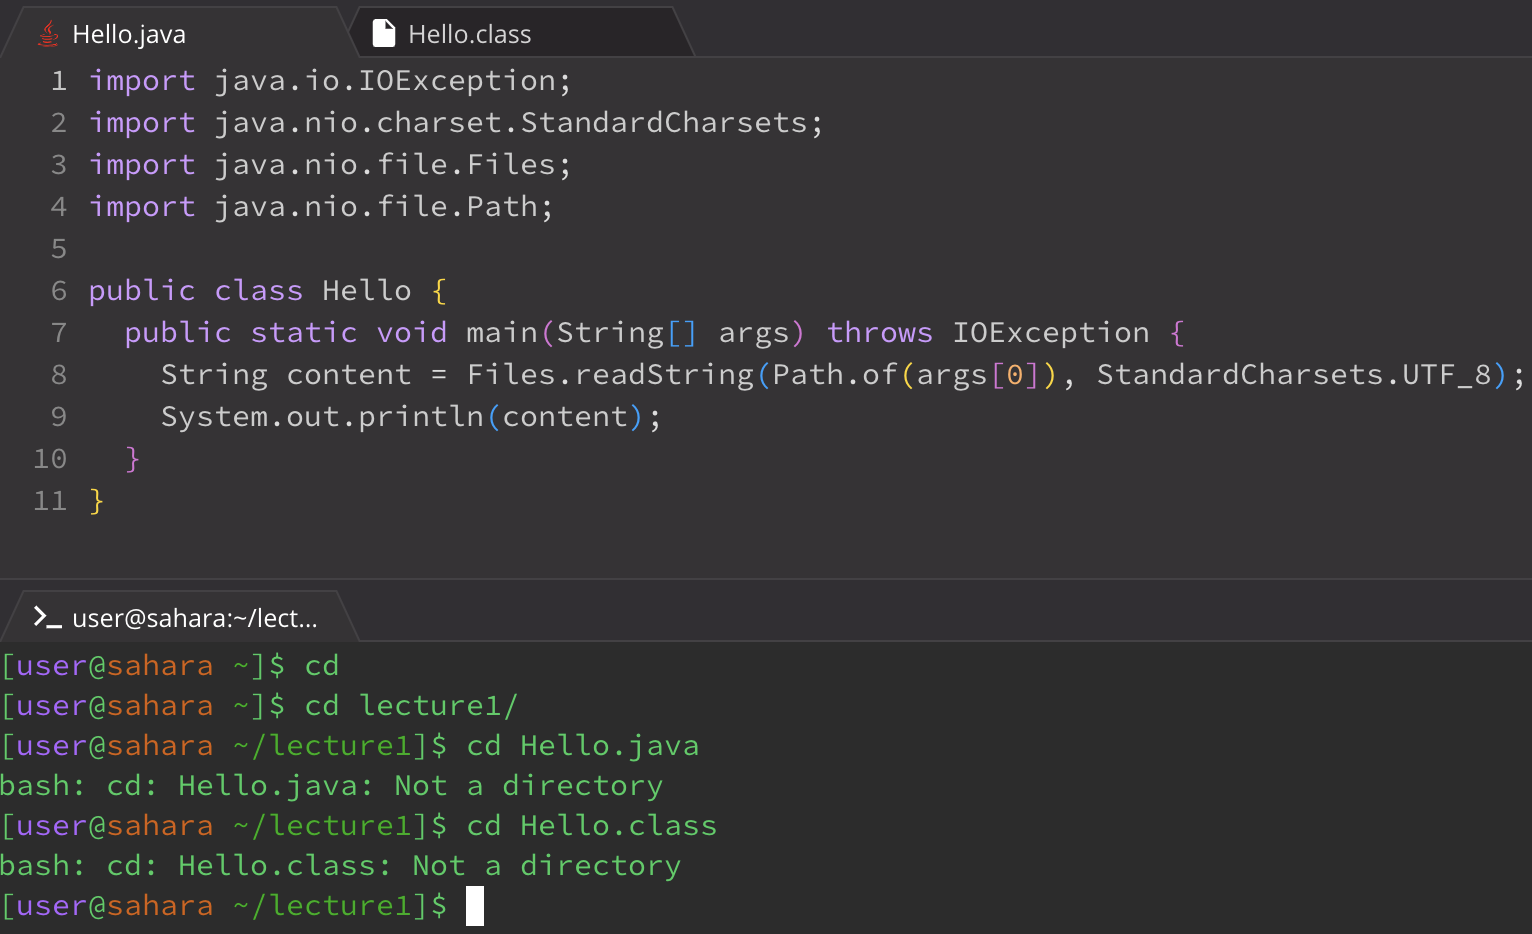 Hello.java
Hello.class
1 import java.io.IOException;
2 import java.nio.charset.StandardCharsets;
3 import java.nio.file.Files;
4 import java.nio.file.Path;
5
6 public class Hello {
7   public static void main(String[] args) throws IOException {
8     String content = Files.readString(Path.of(args[0]), StandardCharsets.UTF_8);
9     System.out.println(content);
10   }
11 }
user@sahara:~/lect...
[user@sahara ~]$ cd
[user@sahara ~]$ cd lecture1/
[user@sahara ~/lecture1]$ cd Hello.java
bash: cd: Hello.java: Not a directory
[user@sahara ~/lecture1]$ cd Hello.class
bash: cd: Hello.class: Not a directory
[user@sahara ~/lecture1]$